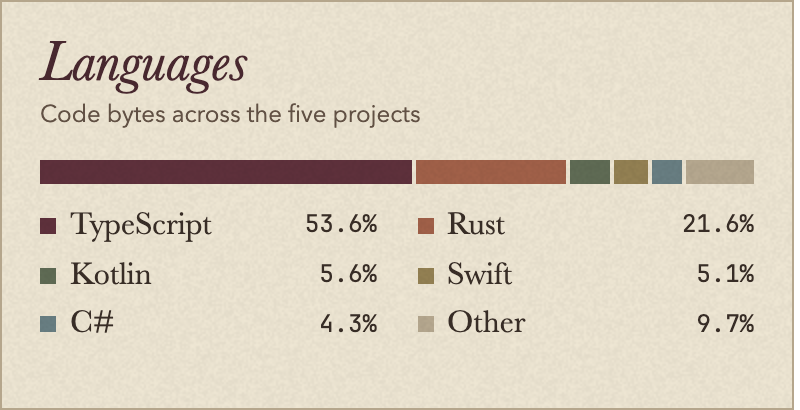 Languages
Code bytes across the five projects
TypeScript 53.6% Rust 21.6%
Kotlin 5.6% Swift 5.1%
C# 4.3% Other 9.7%